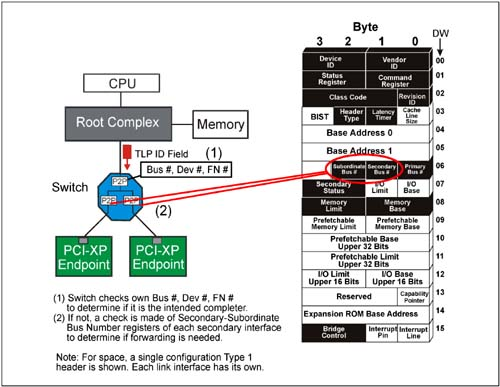 CPU
Root Complex
Memory
TLP ID Field
(1)
Bus #, Dev #, FN #
Switch
P2P
P2P
P2P
(2)
PCI-XP
Endpoint
PCI-XP
Endpoint
(1) Switch checks own Bus #, Dev #, FN #
to determine if it is the intended completer.
(2) If not, a check is made of Secondary-Subordinate
Bus Number registers of each secondary interface
to determine if forwarding is needed.
Note: For space, a single configuration Type 1
header is shown. Each link interface has its own.
Byte
3 2 1 0
DW
Device
ID
Vendor
ID
00
Status
Register
Command
Register
01
Class Code
Revision
ID
02
BIST
Header
Type
Latency
Timer
Cache
Line
Size
03
Base Address 0
04
Base Address 1
05
Subordinate
Bus #
Secondary
Bus #
Primary
Bus #
06
Secondary
Status
I/O
Limit
I/O
Base
07
Memory
Limit
Memory
Base
08
Prefetchable
Memory Limit
Prefetchable
Memory Base
09
Prefetchable Base
Upper 32 Bits
10
Prefetchable Limit
Upper 32 Bits
11
I/O Limit
Upper 16 Bits
I/O Base
Upper 16 Bits
12
Reserved
Capability
Pointer
13
Expansion ROM Base Address
14
Bridge
Control
Interrupt
Pin
Interrupt
Line
15